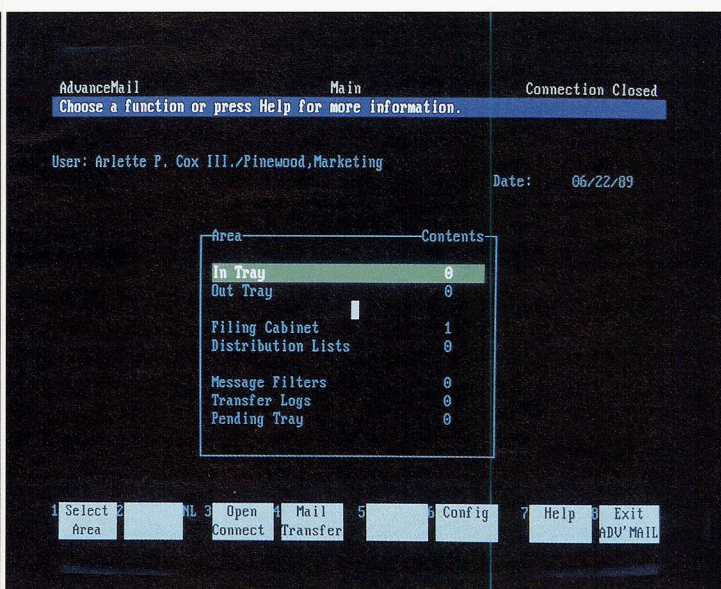 AdvanceMail Main Connection Closed
Choose a function or press Help for more information.
User: Arlette P. Cox III./Pinewood,Marketing
Date: 06/22/89
Area Contents
In Tray 0
Out Tray 0
Filing Cabinet 1
Distribution Lists 0
Message Filters 0
Transfer Logs 0
Pending Tray 0
1 Select 2 NL 3 Open 4 Mail 5 6 Config 7 Help 8 Exit
Area Connect Transfer ADV'MAIL